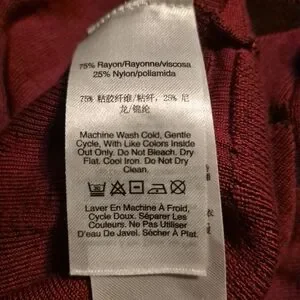 75% Rayon/Rayonne/viscosa
25% Nylon/poliamida
75% 粘胶纤维/粘纤, 25% 尼
龙/锦纶
Machine Wash Cold, Gentle
Cycle, With Like Colors Inside
Out Only. Do Not Bleach. Dry
Flat. Cool Iron. Do Not Dry
Clean.
Laver En Machine À Froid,
Cycle Doux. Séparer Les
Couleurs. Ne Pas Utiliser
D'eau De Javel. Sécher À Plat.